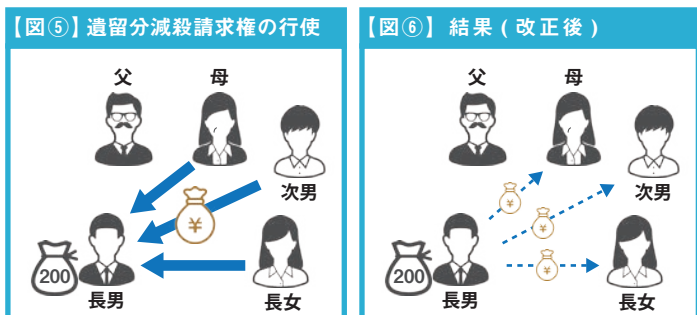 【図⑤】遺留分減殺請求権の行使
父
母
次男
¥
200
長男
長女
【図⑥】 結果(改正後)
父
母
次男
¥
¥
¥
200
長男
長女